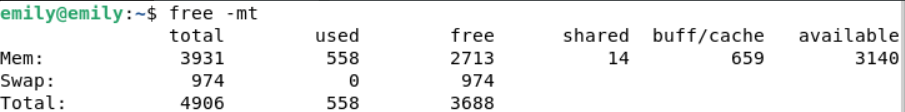 emily@emily:~$ free -mt
               total        used        free      shared  buff/cache   available
Mem:            3931         558        2713          14         659        3140
Swap:            974           0         974
Total:          4906         558        3688